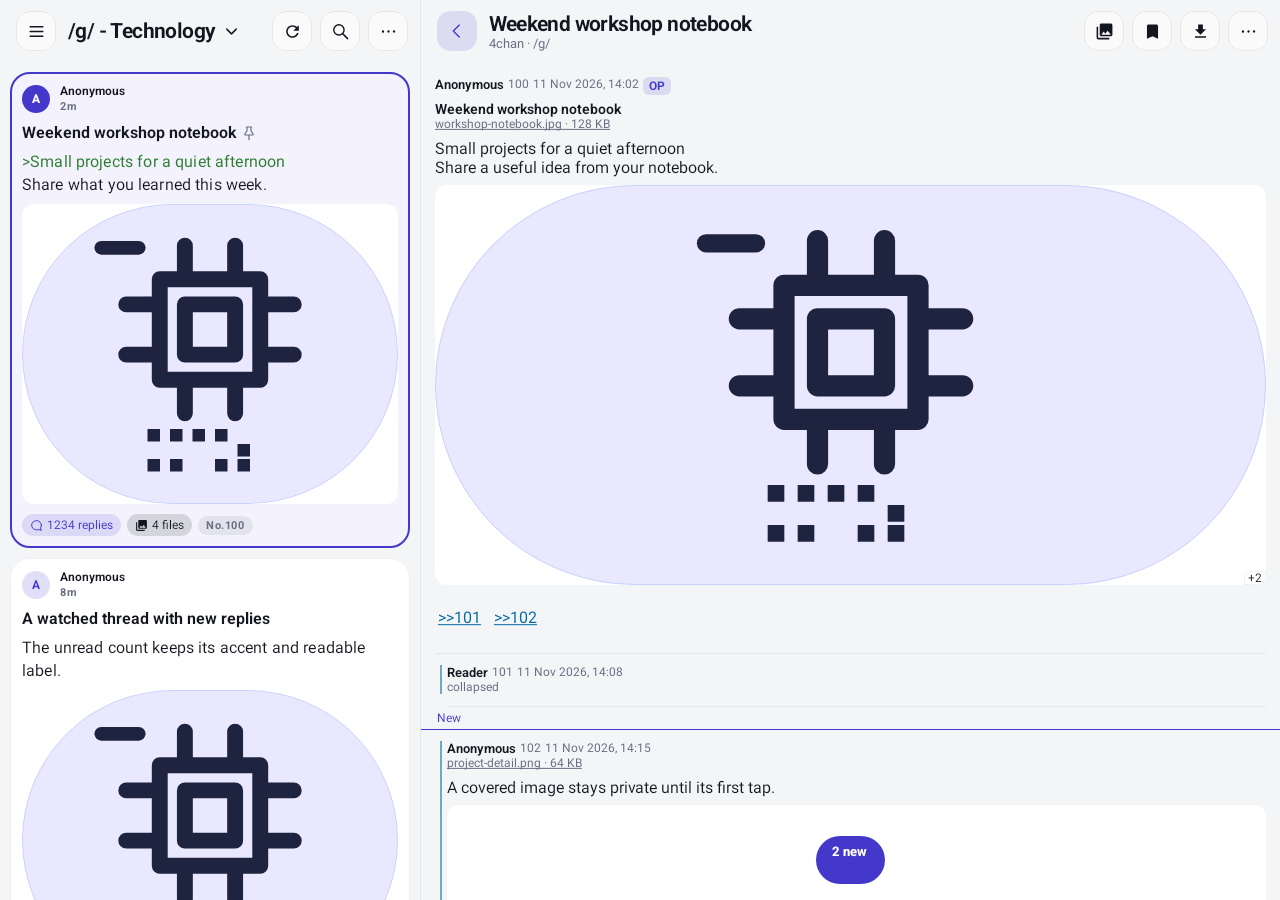 /g/ - Technology
A
Anonymous
2m
Weekend workshop notebook
>Small projects for a quiet afternoon
Share what you learned this week.
1234 replies
4 files
No.100
A
Anonymous
8m
A watched thread with new replies
The unread count keeps its accent and readable
label.
Weekend workshop notebook
4chan · /g/
Anonymous 100 11 Nov 2026, 14:02 OP
Weekend workshop notebook
workshop-notebook.jpg · 128 KB
Small projects for a quiet afternoon
Share a useful idea from your notebook.
+2
>>101 >>102
Reader 101 11 Nov 2026, 14:08
collapsed
New
Anonymous 102 11 Nov 2026, 14:15
project-detail.png · 64 KB
A covered image stays private until its first tap.
2 new